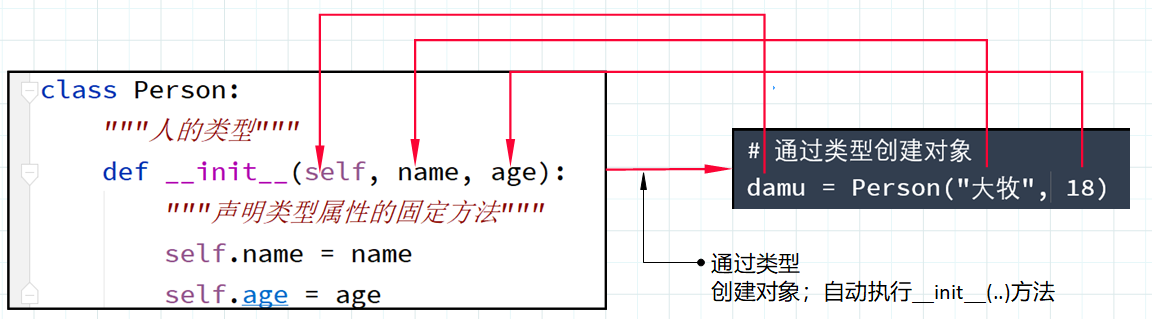 class Person:
"""人的类型"""
def __init__(self, name, age):
"""声明类型属性的固定方法"""
self.name = name
self.age = age
# 通过类型创建对象
damu = Person("大牧", 18)
通过类型
创建对象；自动执行__init__(..)方法